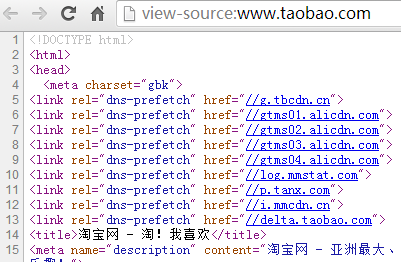 view-source:www.taobao.com
1 <!DOCTYPE html>
2 <html>
3 <head>
4 <meta charset="gbk">
5 <link rel="dns-prefetch" href="//g.tbcdn.cn">
6 <link rel="dns-prefetch" href="//gtms01.alicdn.com">
7 <link rel="dns-prefetch" href="//gtms02.alicdn.com">
8 <link rel="dns-prefetch" href="//gtms03.alicdn.com">
9 <link rel="dns-prefetch" href="//gtms04.alicdn.com">
10 <link rel="dns-prefetch" href="//log.mmstat.com">
11 <link rel="dns-prefetch" href="//p.tanx.com">
12 <link rel="dns-prefetch" href="//i.mmcdn.cn">
13 <link rel="dns-prefetch" href="//delta.taobao.com">
14 <title>淘宝网 - 淘！我喜欢</title>
15 <meta name="description" content="淘宝网 - 亚洲最大、